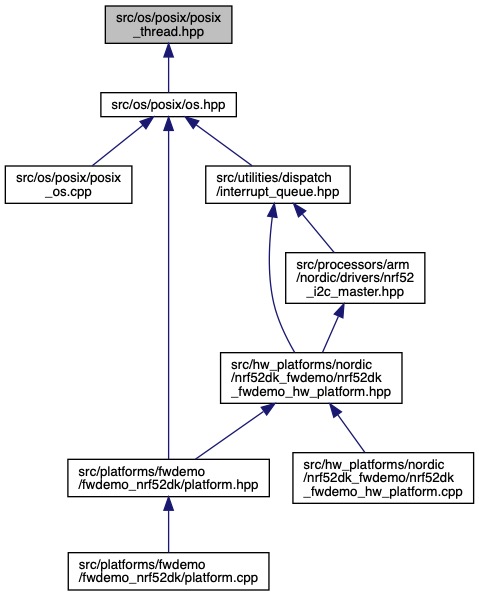 src/os/posix/posix
_thread.hpp
src/os/posix/os.hpp
src/os/posix/posix
_os.cpp
src/utilities/dispatch
/interrupt_queue.hpp
src/processors/arm
/nordic/drivers/nrf52
_i2c_master.hpp
src/hw_platforms/nordic
/nrf52dk_fwdemo/nrf52dk
_fwdemo_hw_platform.hpp
src/platforms/fwdemo
/fwdemo_nrf52dk/platform.hpp
src/hw_platforms/nordic
/nrf52dk_fwdemo/nrf52dk
_fwdemo_hw_platform.cpp
src/platforms/fwdemo
/fwdemo_nrf52dk/platform.cpp